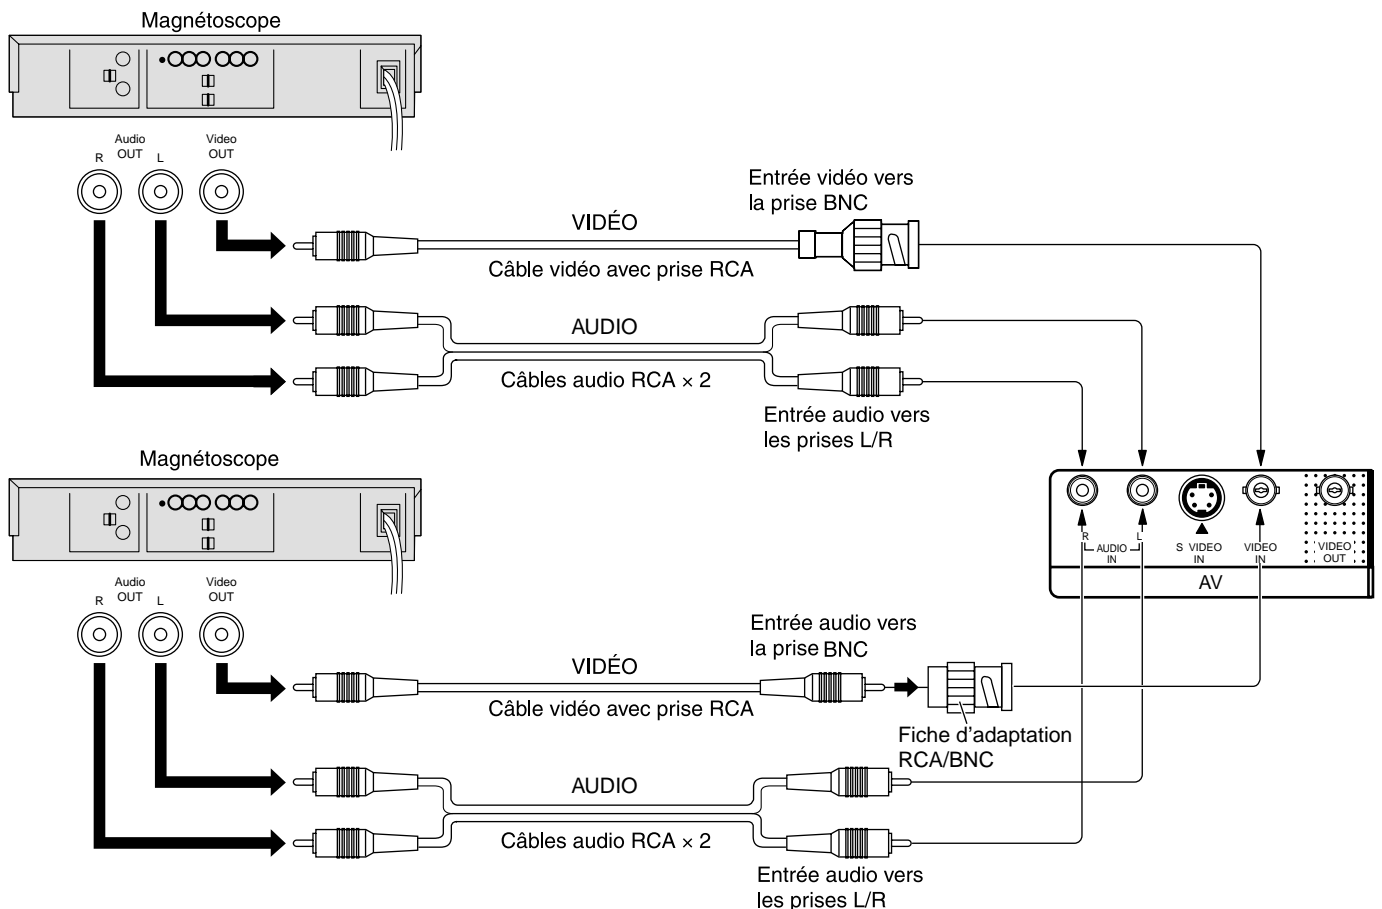 Magnétoscope
Audio
Video
R OUT L
OUT
Entrée vidéo vers
la prise BNC
VIDÉO
Câble vidéo avec prise RCA
AUDIO
Câbles audio RCA × 2
Entrée audio vers
les prises L/R
Magnétoscope
R L
AUDIO
IN
S VIDEO
IN
VIDEO
IN
VIDEO
OUT
AV
Audio
Video
R OUT L
OUT
Entrée audio vers
la prise BNC
VIDÉO
Câble vidéo avec prise RCA
Fiche d'adaptation
RCA/BNC
AUDIO
Câbles audio RCA × 2
Entrée audio vers
les prises L/R